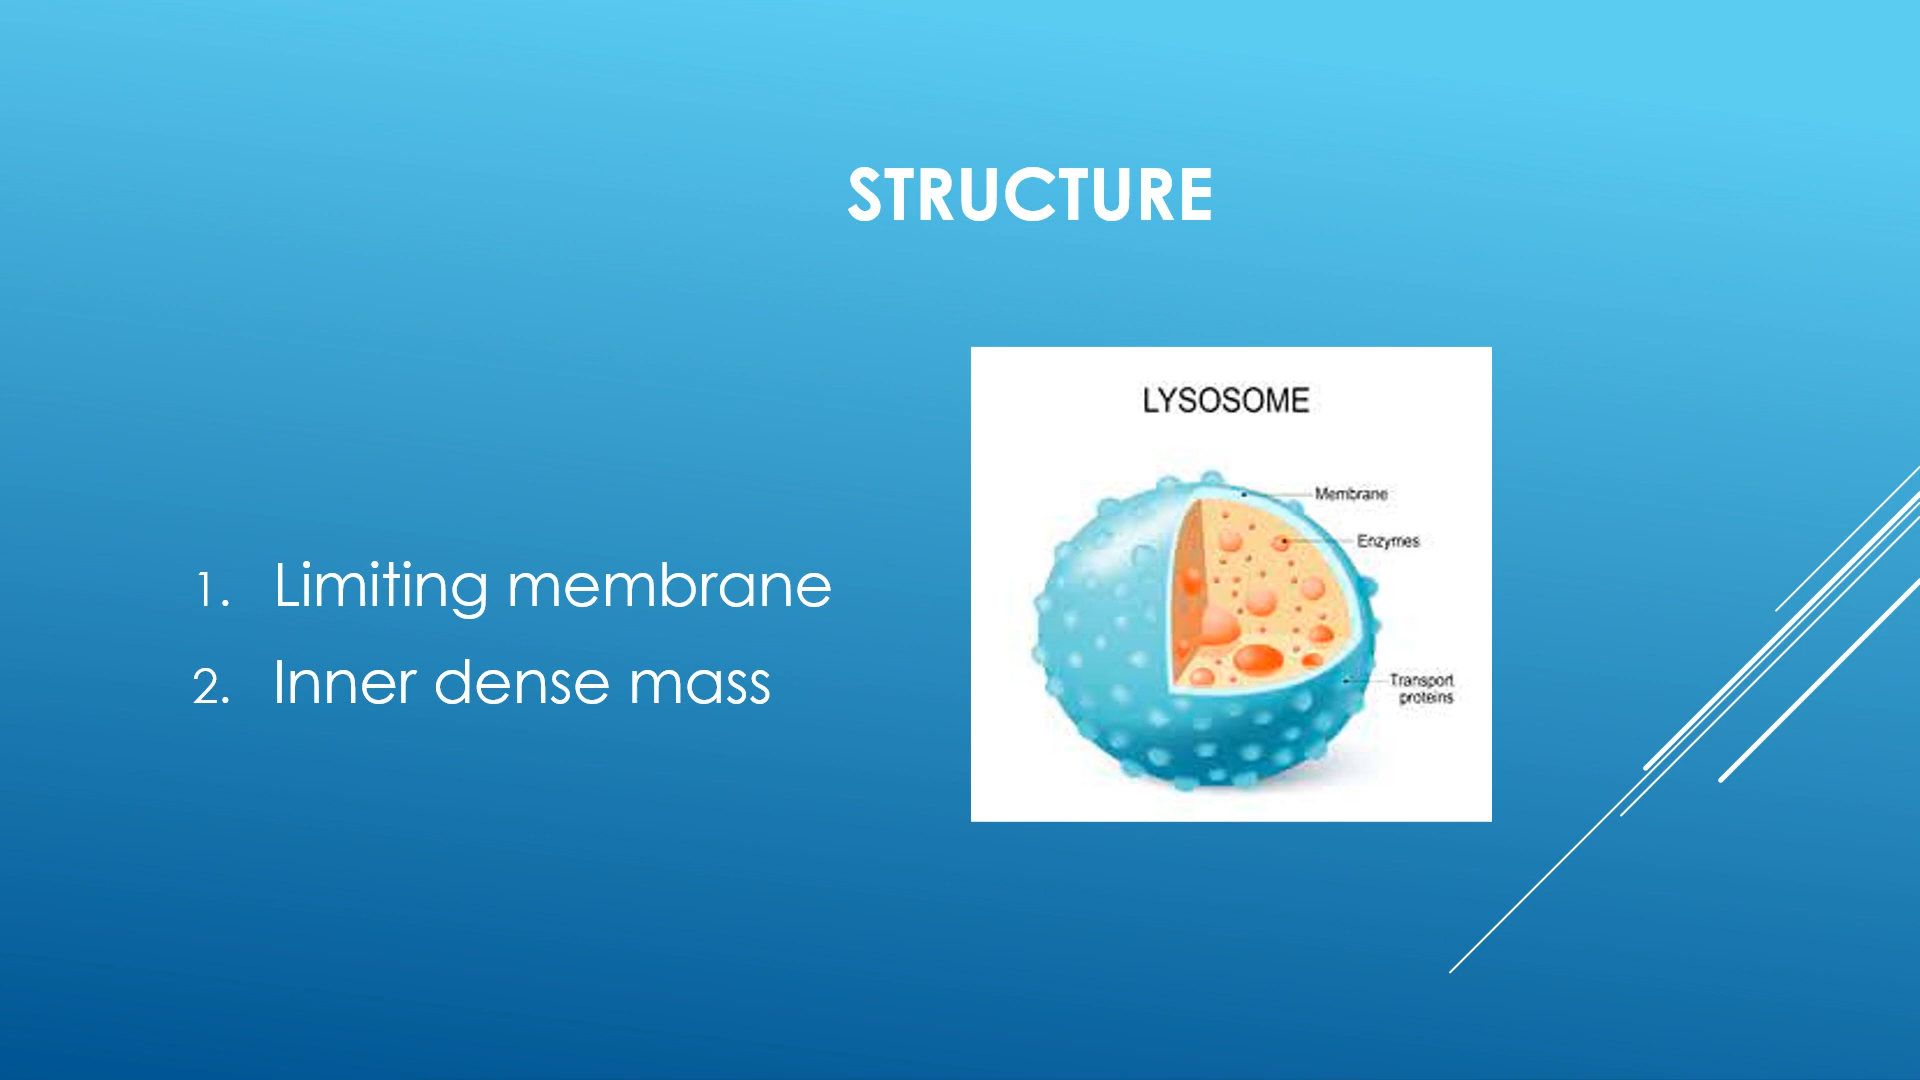 STRUCTURE
1. Limiting membrane
2. Inner dense mass
LYSOSOME
Membrane
Enzymes
Transport
proteins